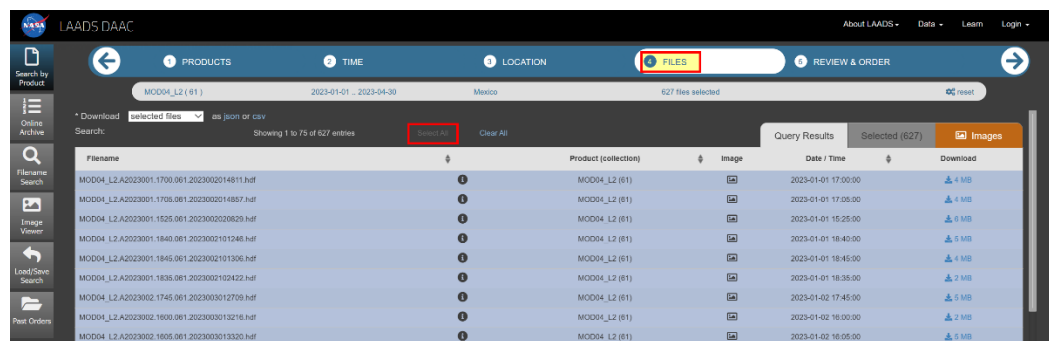 NASA LAADS DAAC About LAADS Data Learn Login
Search by Product
1 PRODUCTS 2 TIME 3 LOCATION 4 FILES 5 REVIEW & ORDER
MOD04_L2 ( 61 ) 2023-01-01 .. 2023-04-30 Mexico 627 files selected reset
Online Archive
* Download selected files as json or csv
Search: Showing 1 to 75 of 627 entries Select All Clear All Query Results Selected (627) Images
Filename Product (collection) Image Date / Time Download
Filename Search
MOD04_L2.A2023001.1700.061.2023002014811.hdf MOD04_L2 (61) 2023-01-01 17:00:00 4 MB
MOD04_L2.A2023001.1705.061.2023002014857.hdf MOD04_L2 (61) 2023-01-01 17:05:00 4 MB
Image Viewer
MOD04_L2.A2023001.1525.061.2023002020829.hdf MOD04_L2 (61) 2023-01-01 15:25:00 6 MB
MOD04_L2.A2023001.1840.061.2023002101246.hdf MOD04_L2 (61) 2023-01-01 18:40:00 5 MB
MOD04_L2.A2023001.1845.061.2023002101306.hdf MOD04_L2 (61) 2023-01-01 18:45:00 4 MB
Load/Save Search
MOD04_L2.A2023001.1835.061.2023002102422.hdf MOD04_L2 (61) 2023-01-01 18:35:00 2 MB
MOD04_L2.A2023002.1745.061.2023003012709.hdf MOD04_L2 (61) 2023-01-02 17:45:00 5 MB
Past Orders
MOD04_L2.A2023002.1600.061.2023003013216.hdf MOD04_L2 (61) 2023-01-02 16:00:00 2 MB
MOD04_L2.A2023002.1605.061.2023003013320.hdf MOD04_L2 (61) 2023-01-02 16:05:00 5 MB